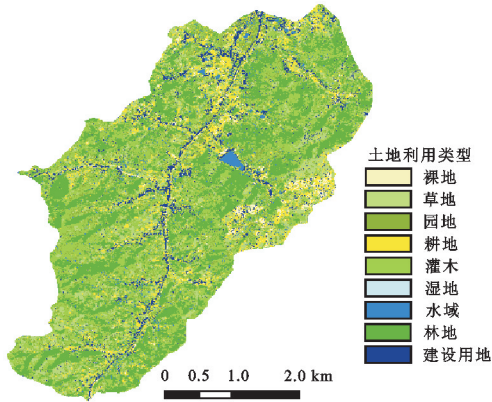 土地利用类型
裸地
草地
园地
耕地
灌木
湿地
水域
林地
建设用地
0 0.5 1.0 2.0 km